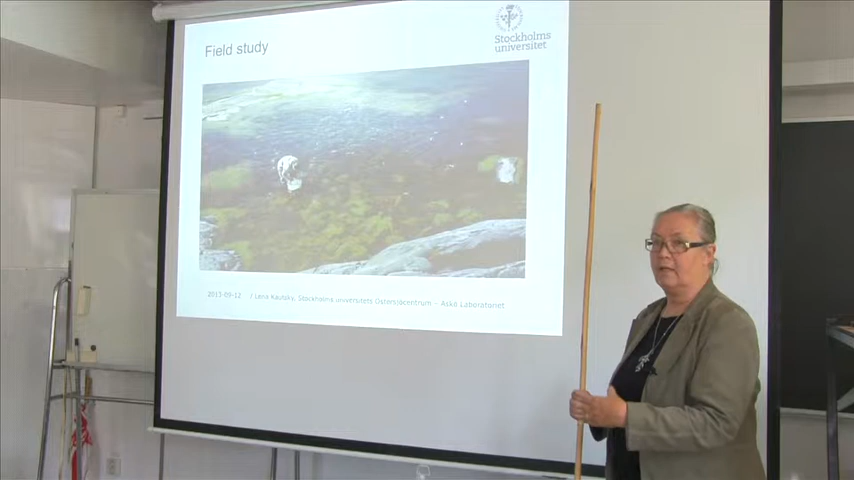 Field study
Stockholms
universitet
2013-09-12 / Lena Kautsky, Stockholms universitets Östersjöcentrum - Askö Laboratoriet